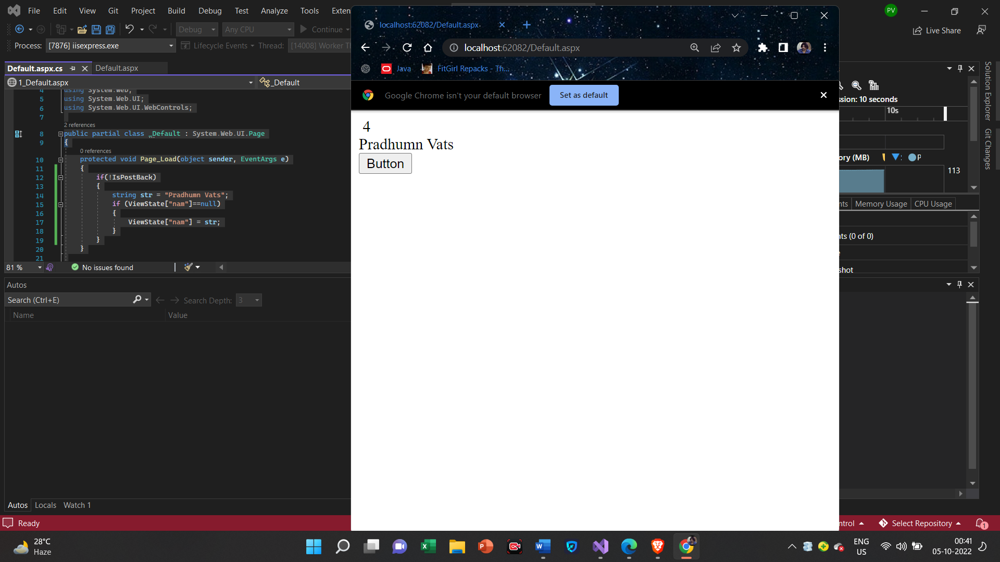 File Edit View Git Project Build Debug Test Analyze Tools Exten
PV
Debug Any CPU Continue
Live Share
Process: [7876] iisexpress.exe Lifecycle Events Thread: [14008] Worker
Default.aspx.cs Default.aspx
1_Default.aspx _Default
4 using System.Web;
5 using System.Web.UI;
6 using System.Web.UI.WebControls;
7
2 references
8 public partial class _Default : System.Web.UI.Page
9 {
0 references
10 protected void Page_Load(object sender, EventArgs e)
11 {
12 if(!IsPostBack)
13 {
14 string str = "Pradhumn Vats";
15 if (ViewState["nam"]==null)
16 {
17 ViewState["nam"] = str;
18 }
19 }
20 }
21
81 % No issues found
Autos
Search (Ctrl+E) Search Depth: 3
Name Value
Autos Locals Watch 1
Ready
localhost:62082/Default.aspx
localhost:62082/Default.aspx
Java FitGirl Repacks - Th...
Google Chrome isn't your default browser Set as default
4
Pradhumn Vats
Button
ssion: 10 seconds
10s
ory (MB) P
113
nts Memory Usage CPU Usage
nts (0 of 0)
e
shot
Solution Explorer
Git Changes
ntrol Select Repository 1
28°C
Haze
ENG
US
00:41
05-10-2022